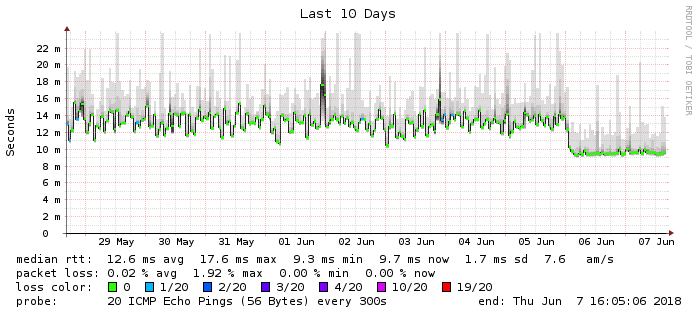 Last 10 Days
RRDTOOL / TOBI OETIKER
Seconds
22 m
20 m
18 m
16 m
14 m
12 m
10 m
8 m
6 m
4 m
2 m
0
29 May 30 May 31 May 01 Jun 02 Jun 03 Jun 04 Jun 05 Jun 06 Jun 07 Jun
median rtt: 12.6 ms avg 17.6 ms max 9.3 ms min 9.7 ms now 1.7 ms sd 7.6 am/s
packet loss: 0.02 % avg 1.92 % max 0.00 % min 0.00 % now
loss color: 0 1/20 2/20 3/20 4/20 10/20 19/20
probe: 20 ICMP Echo Pings (56 Bytes) every 300s end: Thu Jun 7 16:05:06 2018